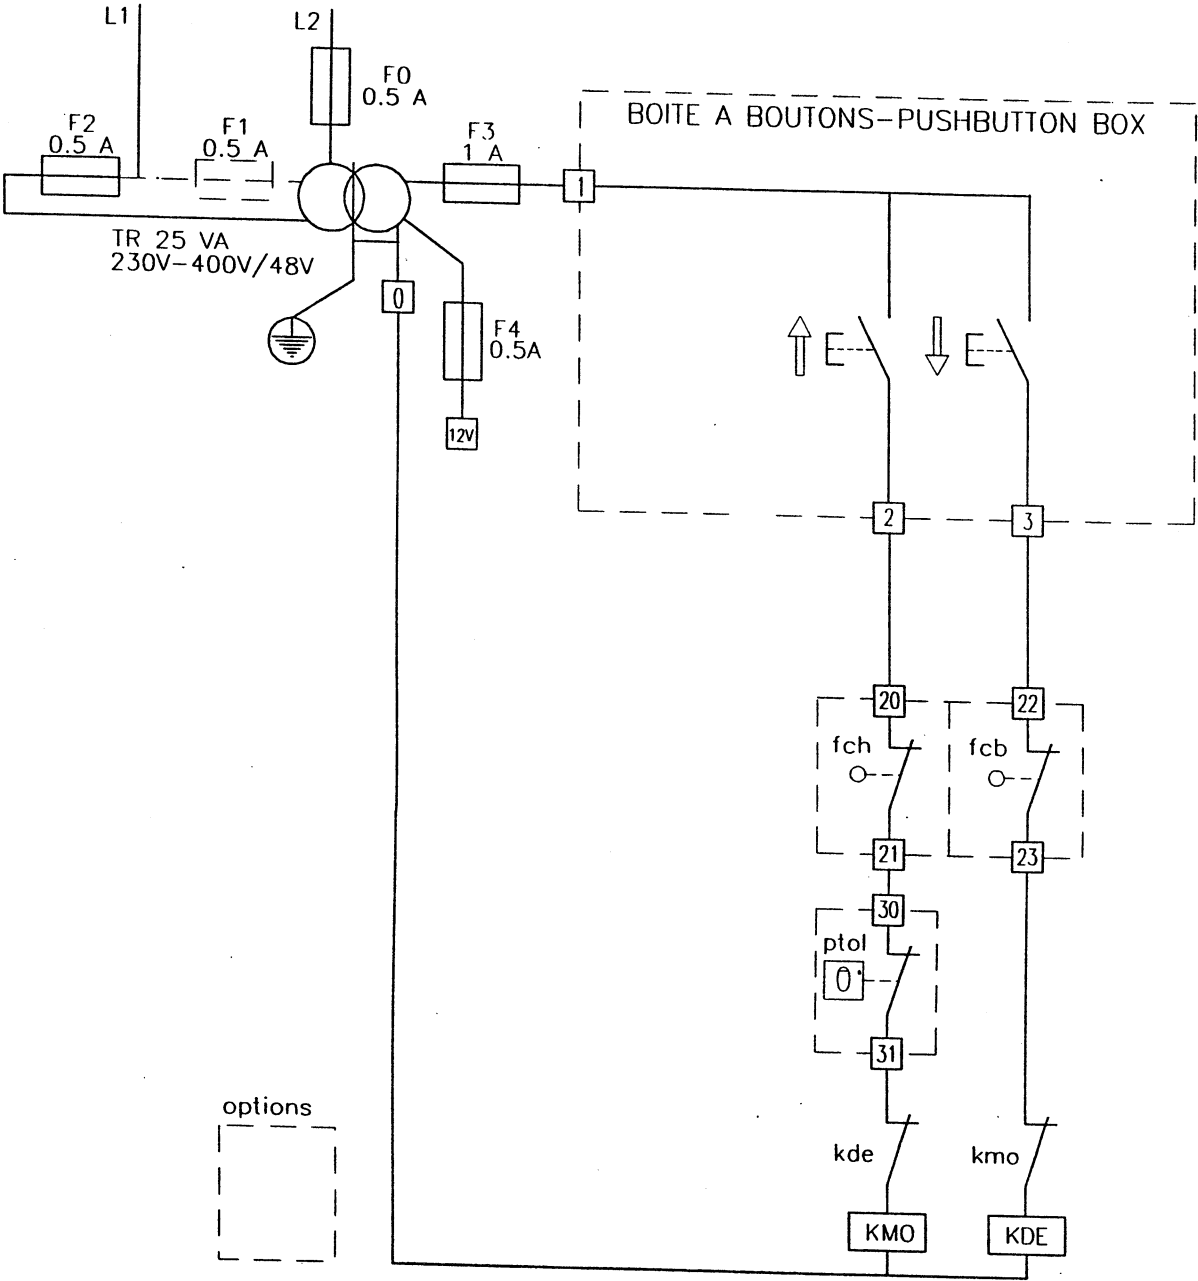 L1
L2
F0
0.5 A
F2
0.5 A
F1
0.5 A
F3
1 A
BOITE A BOUTONS-PUSHBUTTON BOX
1
TR 25 VA
230V-400V/48V
0
F4
0.5A
12V
2
3
20
22
fch
fcb
21
23
30
ptol
0
31
options
kde
kmo
KMO
KDE